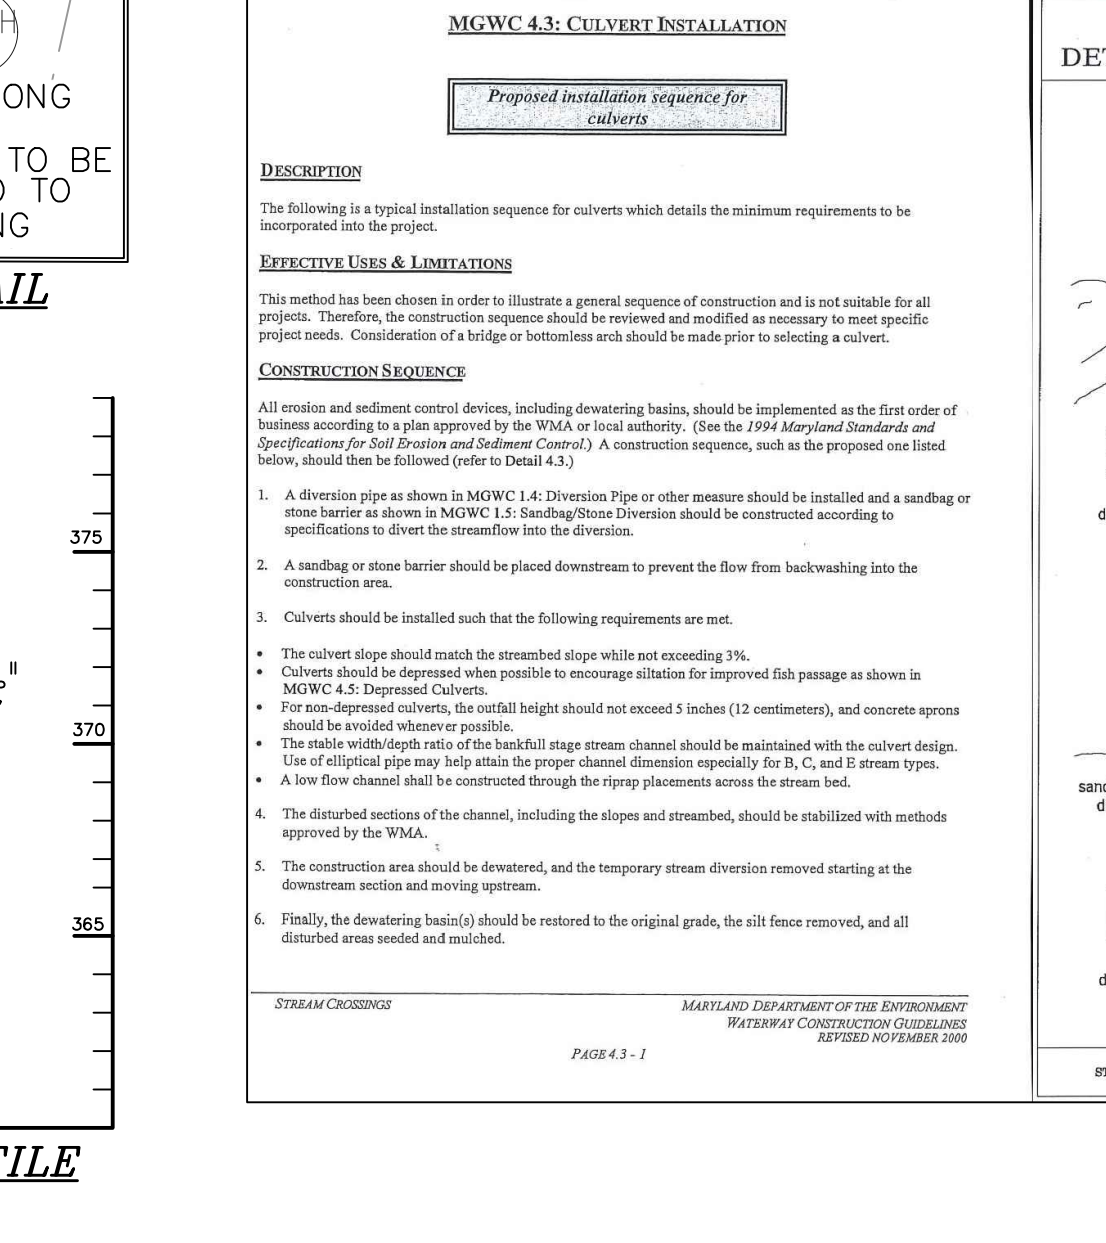 H
ONG
TO BE
TO
NG
375
"
370
365
MGWC 4.3: CULVERT INSTALLATION
Proposed installation sequence for
culverts
DESCRIPTION
The following is a typical installation sequence for culverts which details the minimum requirements to be
incorporated into the project.
EFFECTIVE USES & LIMITATIONS
This method has been chosen in order to illustrate a general sequence of construction and is not suitable for all
projects. Therefore, the construction sequence should be reviewed and modified as necessary to meet specific
project needs. Consideration of a bridge or bottomless arch should be made prior to selecting a culvert.
CONSTRUCTION SEQUENCE
All erosion and sediment control devices, including dewatering basins, should be implemented as the first order of
business according to a plan approved by the WMA or local authority. (See the 1994 Maryland Standards and
Specifications for Soil Erosion and Sediment Control.) A construction sequence, such as the proposed one listed
below, should then be followed (refer to Detail 4.3.)
1. A diversion pipe as shown in MGWC 1.4: Diversion Pipe or other measure should be installed and a sandbag or
stone barrier as shown in MGWC 1.5: Sandbag/Stone Diversion should be constructed according to
specifications to divert the streamflow into the diversion.
2. A sandbag or stone barrier should be placed downstream to prevent the flow from backwashing into the
construction area.
3. Culverts should be installed such that the following requirements are met.
• The culvert slope should match the streambed slope while not exceeding 3%.
• Culverts should be depressed when possible to encourage siltation for improved fish passage as shown in
MGWC 4.5: Depressed Culverts.
• For non-depressed culverts, the outfall height should not exceed 5 inches (12 centimeters), and concrete aprons
should be avoided whenever possible.
• The stable width/depth ratio of the bankfull stage stream channel should be maintained with the culvert design.
Use of elliptical pipe may help attain the proper channel dimension especially for B, C, and E stream types.
• A low flow channel shall be constructed through the riprap placements across the stream bed.
4. The disturbed sections of the channel, including the slopes and streambed, should be stabilized with methods
approved by the WMA.
5. The construction area should be dewatered, and the temporary stream diversion removed starting at the
downstream section and moving upstream.
6. Finally, the dewatering basin(s) should be restored to the original grade, the silt fence removed, and all
disturbed areas seeded and mulched.
STREAM CROSSINGS
MARYLAND DEPARTMENT OF THE ENVIRONMENT
WATERWAY CONSTRUCTION GUIDELINES
REVISED NOVEMBER 2000
PAGE 4.3 - 1
DET
d
sand
d
d
ST